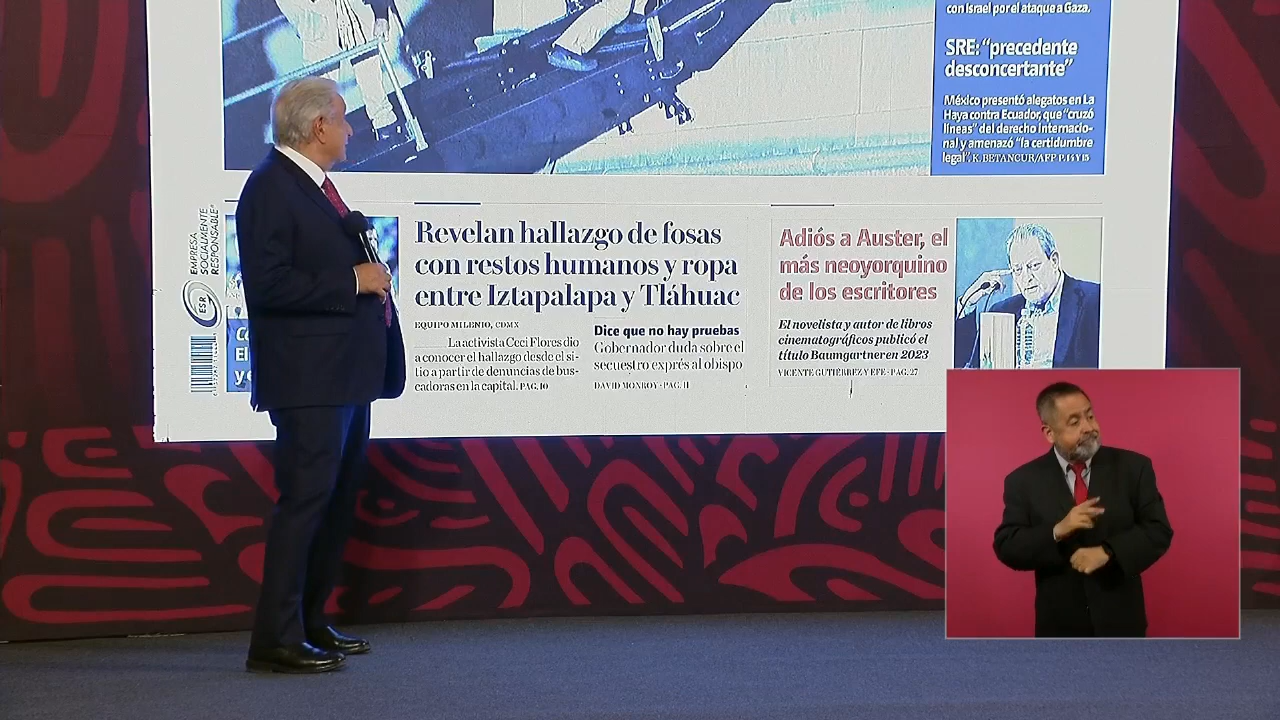 con Israel por el ataque a Gaza.
SRE: “precedente
desconcertante”
México presentó alegatos en La
Haya contra Ecuador, que “cruzó
líneas” del derecho internacio-
nal y amenazó “la certidumbre
legal”. K. BETANCUR/AFP P. 14 Y 15
EMPRESA
SOCIALMENTE
RESPONSABLE
ESR
Revelan hallazgo de fosas
con restos humanos y ropa
entre Iztapalapa y Tláhuac
EQUIPO MILENIO, CDMX
La activista Ceci Flores dio
a conocer el hallazgo desde el si-
tio a partir de denuncias de bus-
cadoras en la capital. PAG. 10
Dice que no hay pruebas
Gobernador duda sobre el
secuestro exprés al obispo
DAVID MONROY - PAG. 11
Adiós a Auster, el
más neoyorquino
de los escritores
El novelista y autor de libros
cinematográficos publicó el
título Baumgartner en 2023
VICENTE GUTIÉRREZ Y EFE - PAG. 27